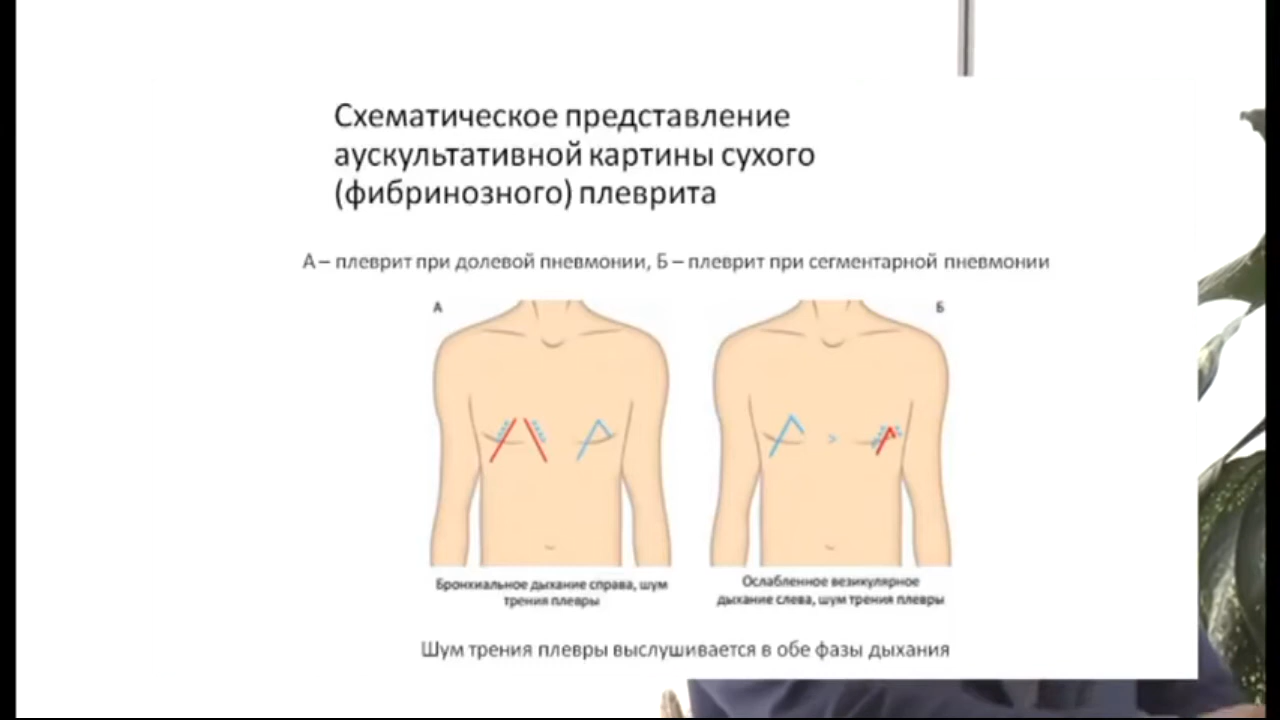 Схематическое представление
аускультативной картины сухого
(фибринозного) плеврита
А – плеврит при долевой пневмонии, Б – плеврит при сегментарной пневмонии
А
Б
Бронхиальное дыхание справа, шум
трения плевры
Ослабленное везикулярное
дыхание слева, шум трения плевры
Шум трения плевры выслушивается в обе фазы дыхания